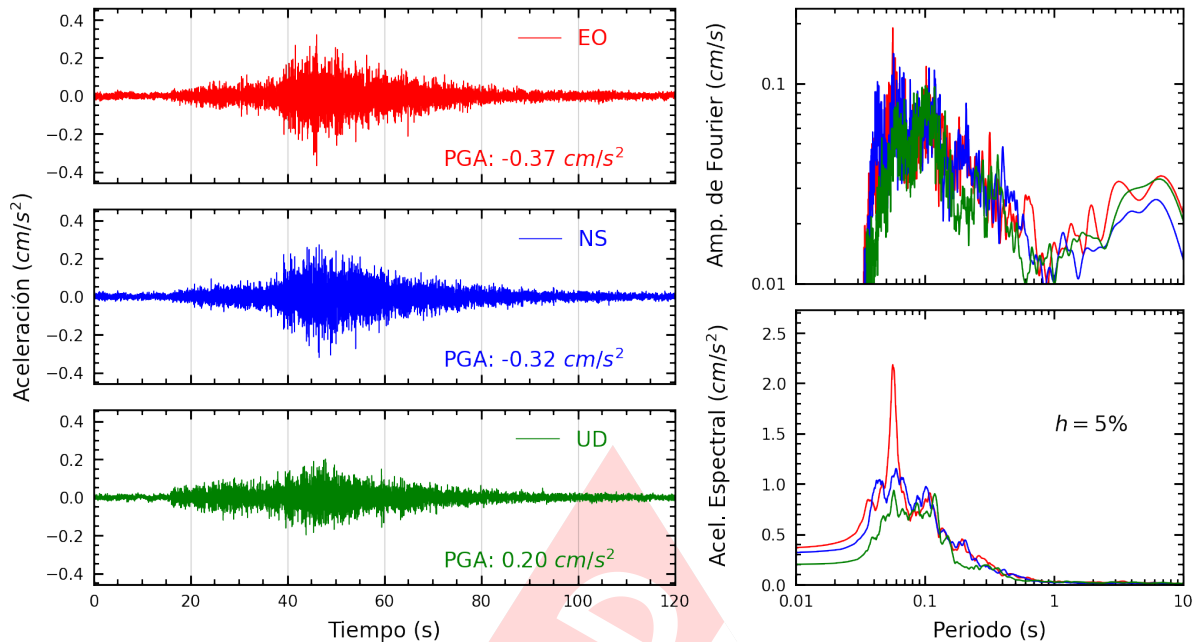 Aceleración (cm/s²)
0.4
0.2
0.0
−0.2
−0.4
EO
PGA: -0.37 cm/s²
0.4
0.2
0.0
−0.2
−0.4
NS
PGA: -0.32 cm/s²
0.4
0.2
0.0
−0.2
−0.4
UD
PGA: 0.20 cm/s²
0 20 40 60 80 100 120
Tiempo (s)
Amp. de Fourier (cm/s)
0.1
0.01
Acel. Espectral (cm/s²)
2.5
2.0
1.5
1.0
0.5
0.0
h = 5%
0.01 0.1 1 10
Periodo (s)